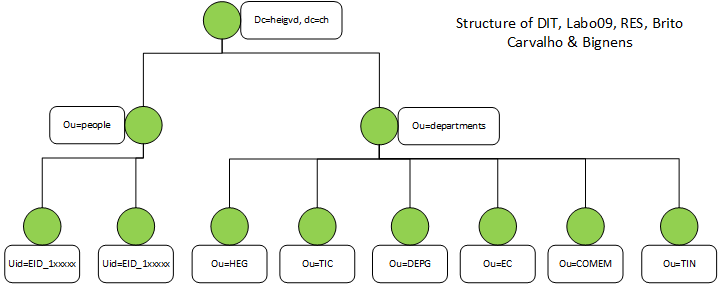 Dc=heigvd, dc=ch
Structure of DIT, Labo09, RES, Brito
Carvalho & Bignens
Ou=people
Ou=departments
Uid=EID_1xxxxx
Uid=EID_1xxxxx
Ou=HEG
Ou=TIC
Ou=DEPG
Ou=EC
Ou=COMEM
Ou=TIN